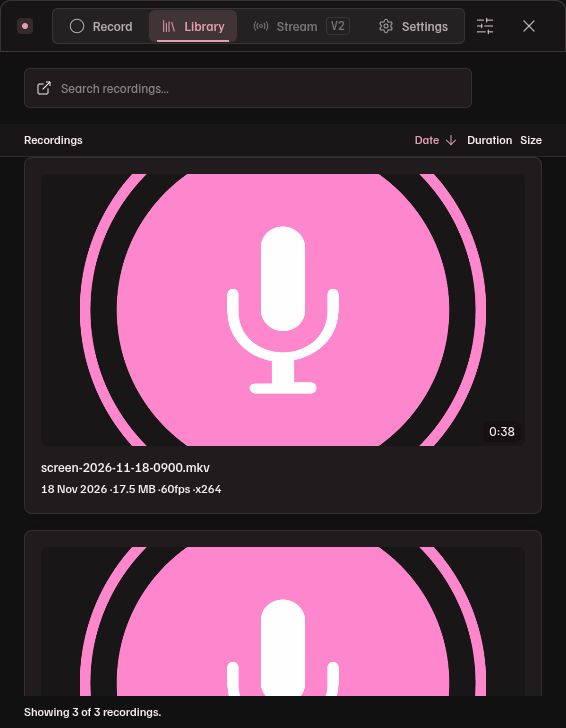 Record Library Stream V2 Settings
Search recordings...
Recordings Date Duration Size
0:38
screen-2026-11-18-0900.mkv
18 Nov 2026 ·17.5 MB ·60fps ·x264
Showing 3 of 3 recordings.